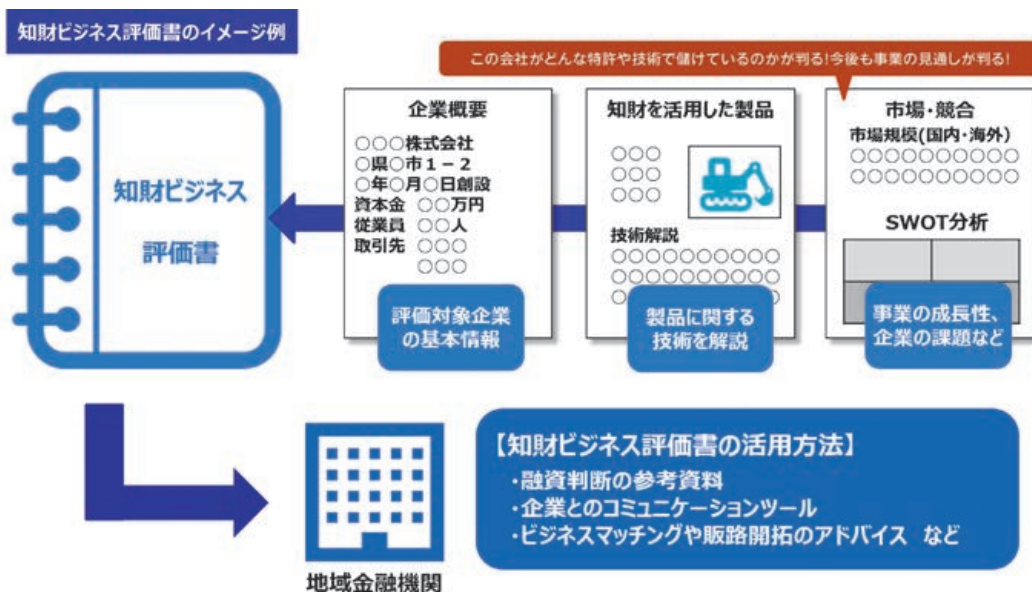 知財ビジネス評価書のイメージ例
この会社がどんな特許や技術で儲けているのかが判る!今後も事業の見通しが判る!
知財ビジネス
評価書
企業概要
○○○株式会社
○県○市1-2
○年○月○日創設
資本金 ○○万円
従業員 ○○人
取引先 ○○○
○○○
評価対象企業
の基本情報
知財を活用した製品
○○○
○○○
○○○
技術解説
○○○○○○○○○○
○○○○○○○○○○
製品に関する
技術を解説
市場・競合
市場規模(国内・海外)
○○○○○○○○○○
○○○○○○○○○○
SWOT分析
事業の成長性、
企業の課題など
地域金融機関
【知財ビジネス評価書の活用方法】
・融資判断の参考資料
・企業とのコミュニケーションツール
・ビジネスマッチングや販路開拓のアドバイス など